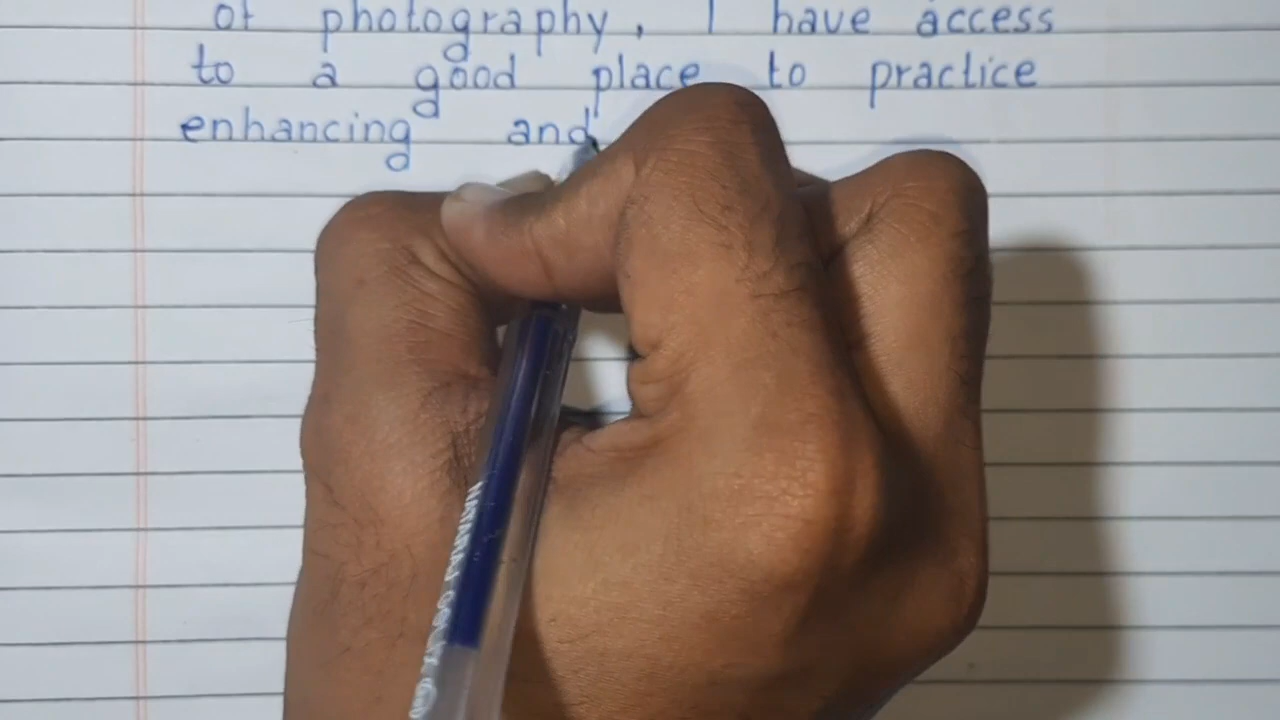 of photography, I have access
to a good place to practice
enhancing and